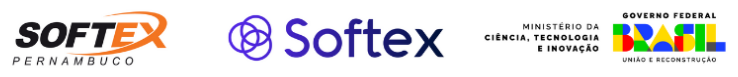 SOFTEX
PERNAMBUCO
Softex
MINISTÉRIO DA
CIÊNCIA, TECNOLOGIA
E INOVAÇÃO
GOVERNO FEDERAL
BRASIL
UNIÃO E RECONSTRUÇÃO